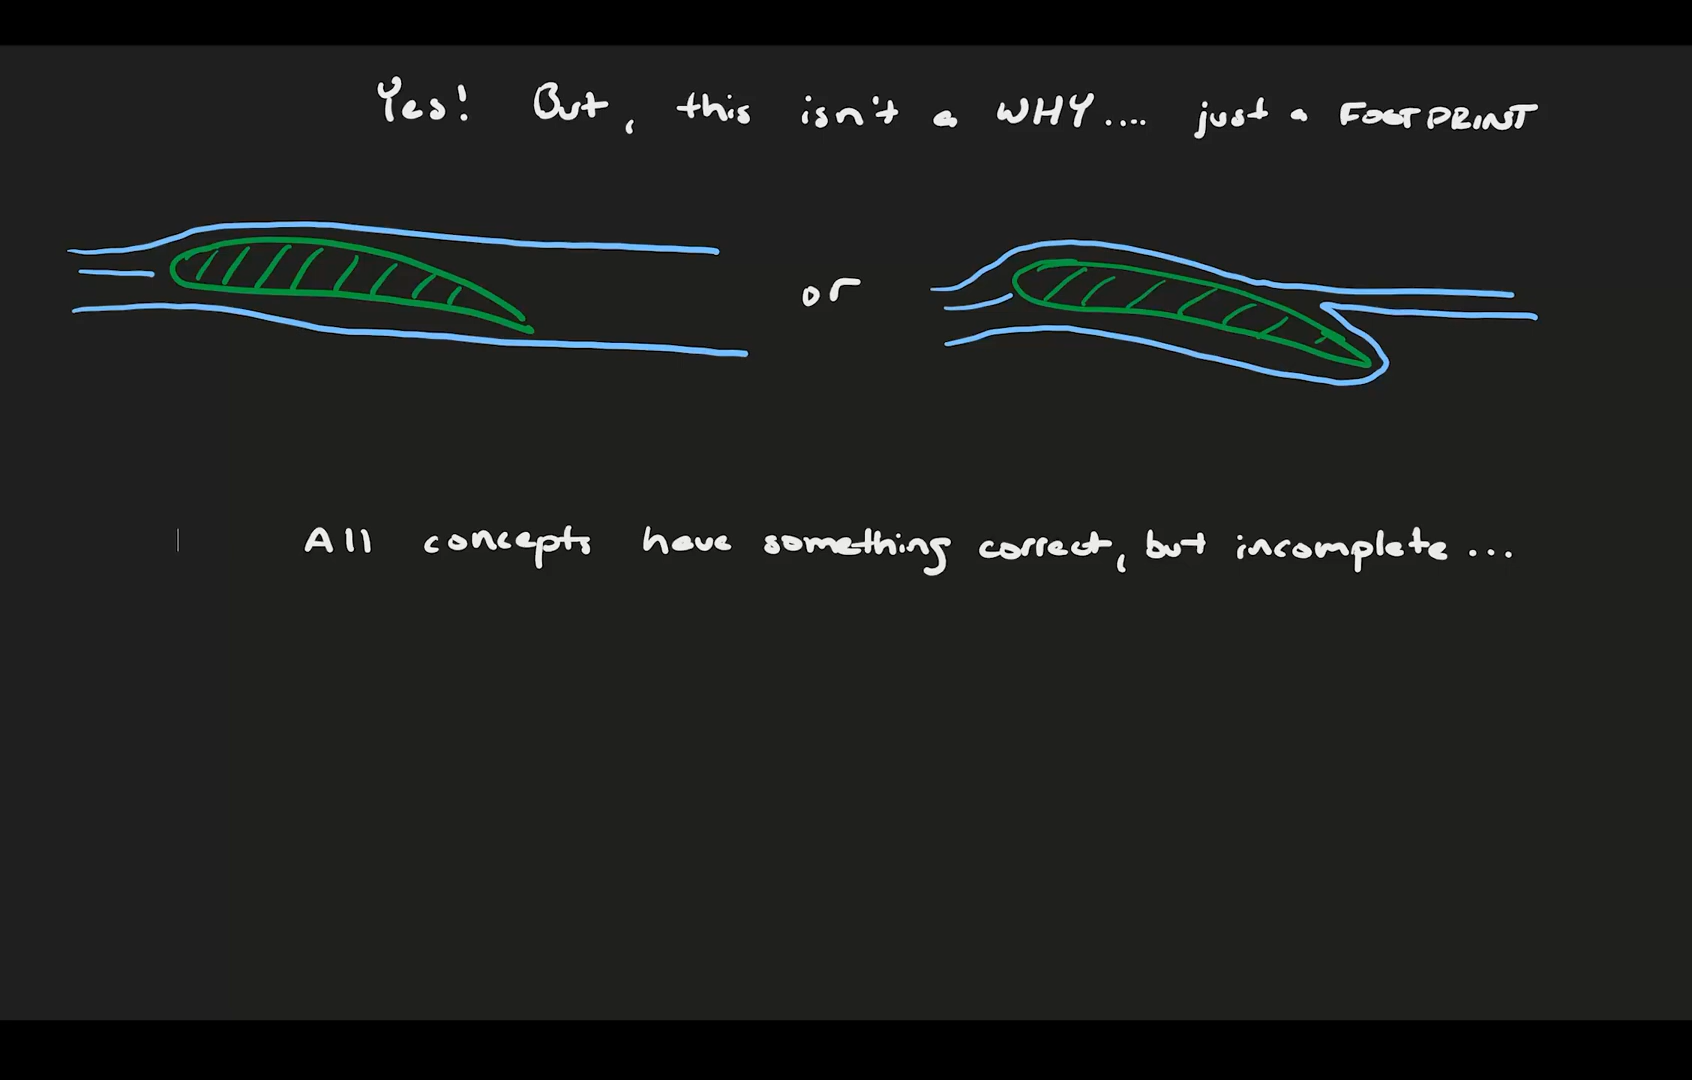 Yes! But, this isn't a WHY.... just a FOOTPRINT
or
All concepts have something correct, but incomplete...